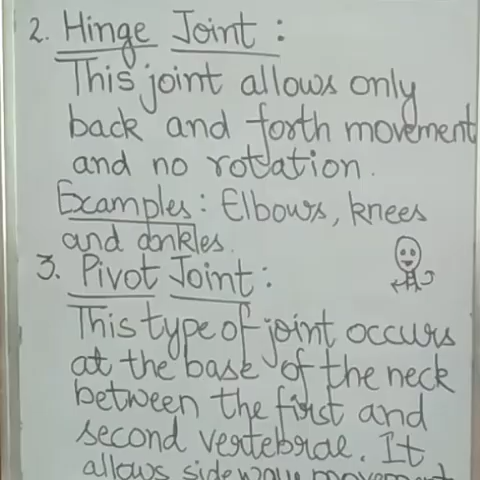 2. Hinge Joint :
This joint allows only
back and forth movement
and no rotation.
Examples : Elbows, knees
and ankles.
3. Pivot Joint :
This type of joint occurs
at the base of the neck
between the first and
second vertebrae. It
allows side